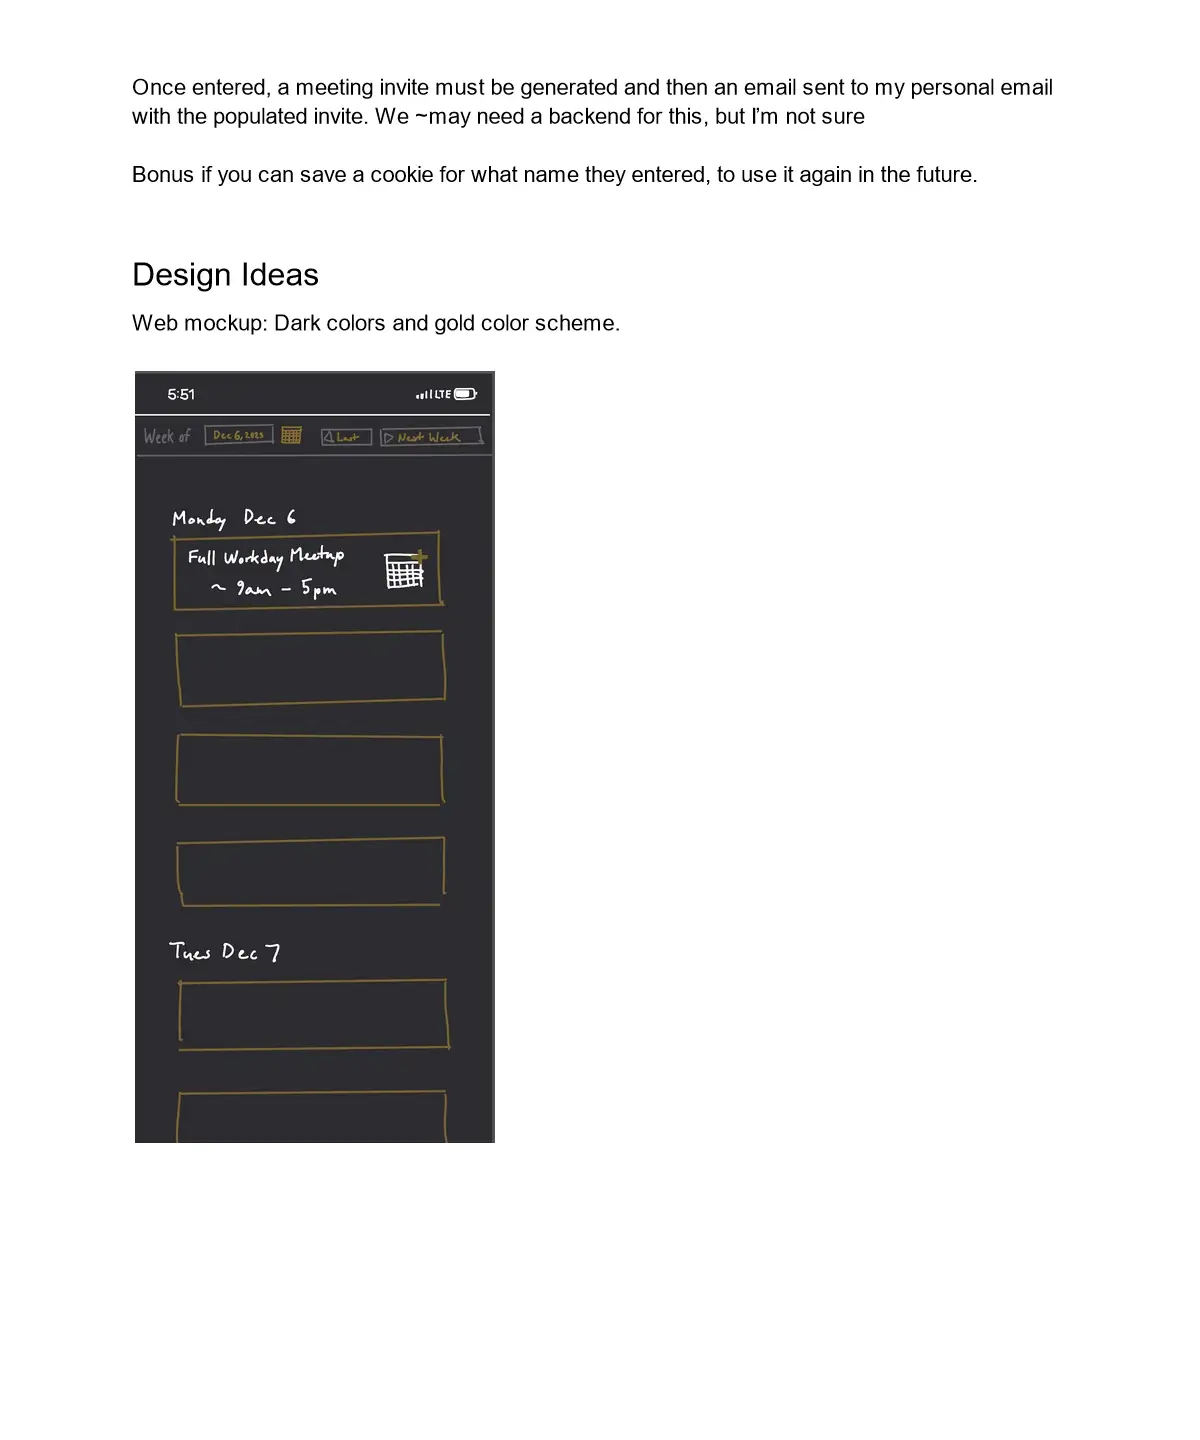 Once entered, a meeting invite must be generated and then an email sent to my personal email
with the populated invite. We ~may need a backend for this, but I’m not sure
Bonus if you can save a cookie for what name they entered, to use it again in the future.
Design Ideas
Web mockup: Dark colors and gold color scheme.
5:51 LTE
Week of Dec 6, 2023 Last Next Week
Monday Dec 6
Full Workday Meetup
~ 9am - 5pm
Tues Dec 7